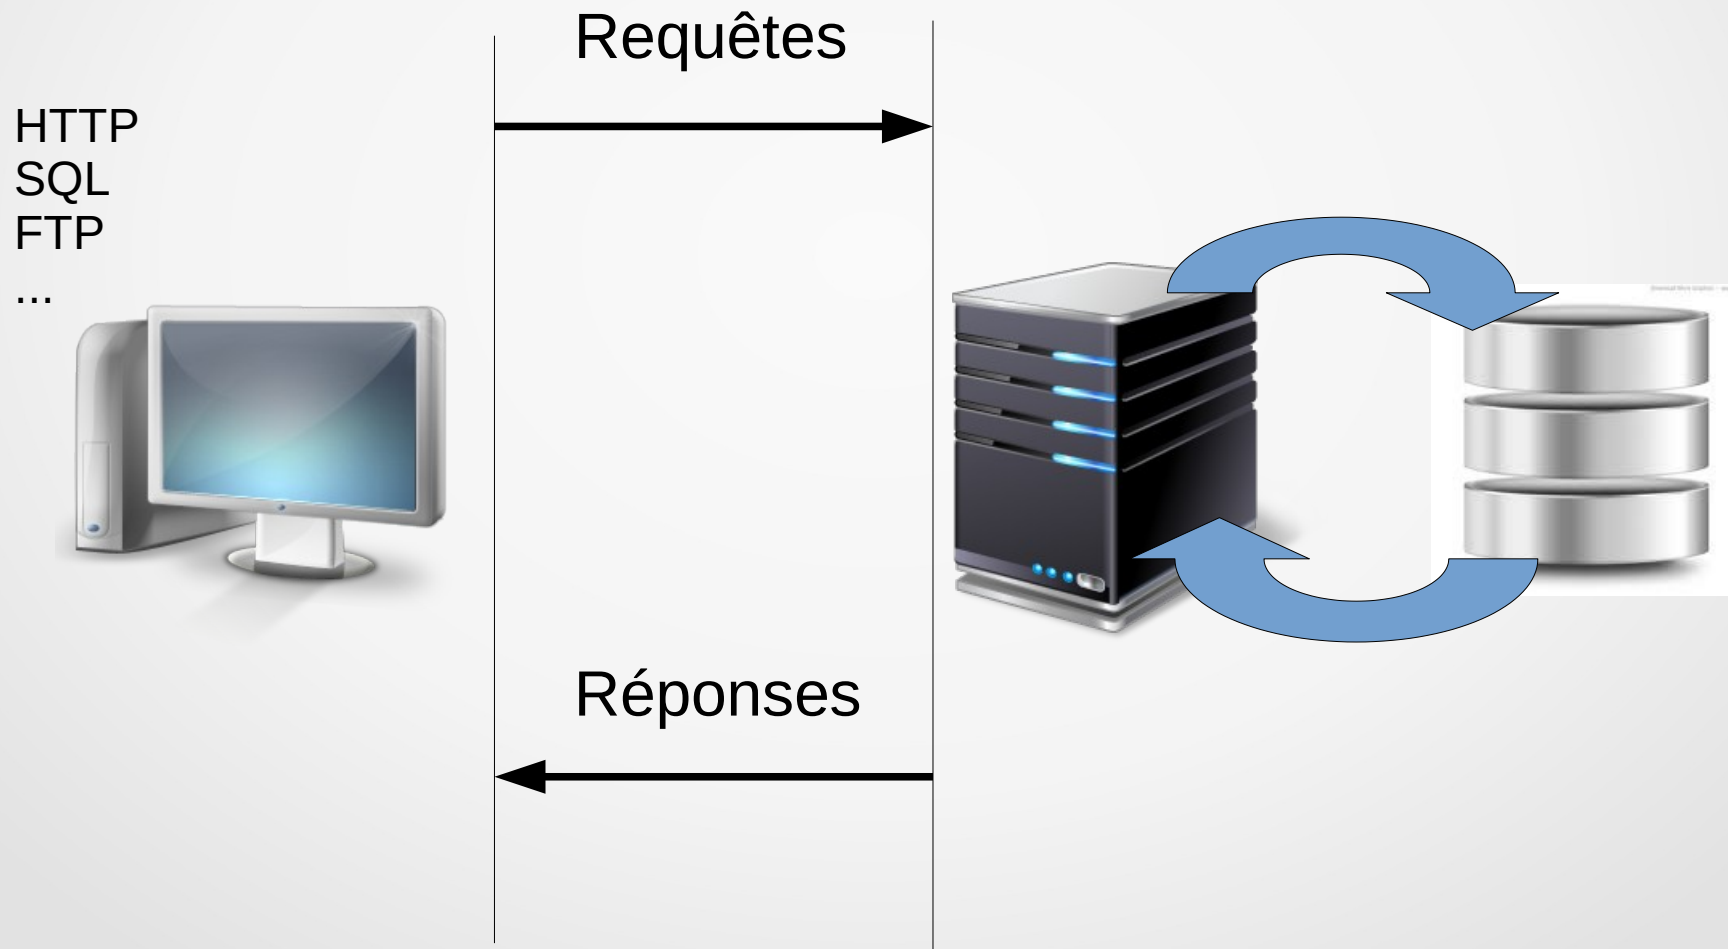 Requêtes
HTTP
SQL
FTP
...
Réponses